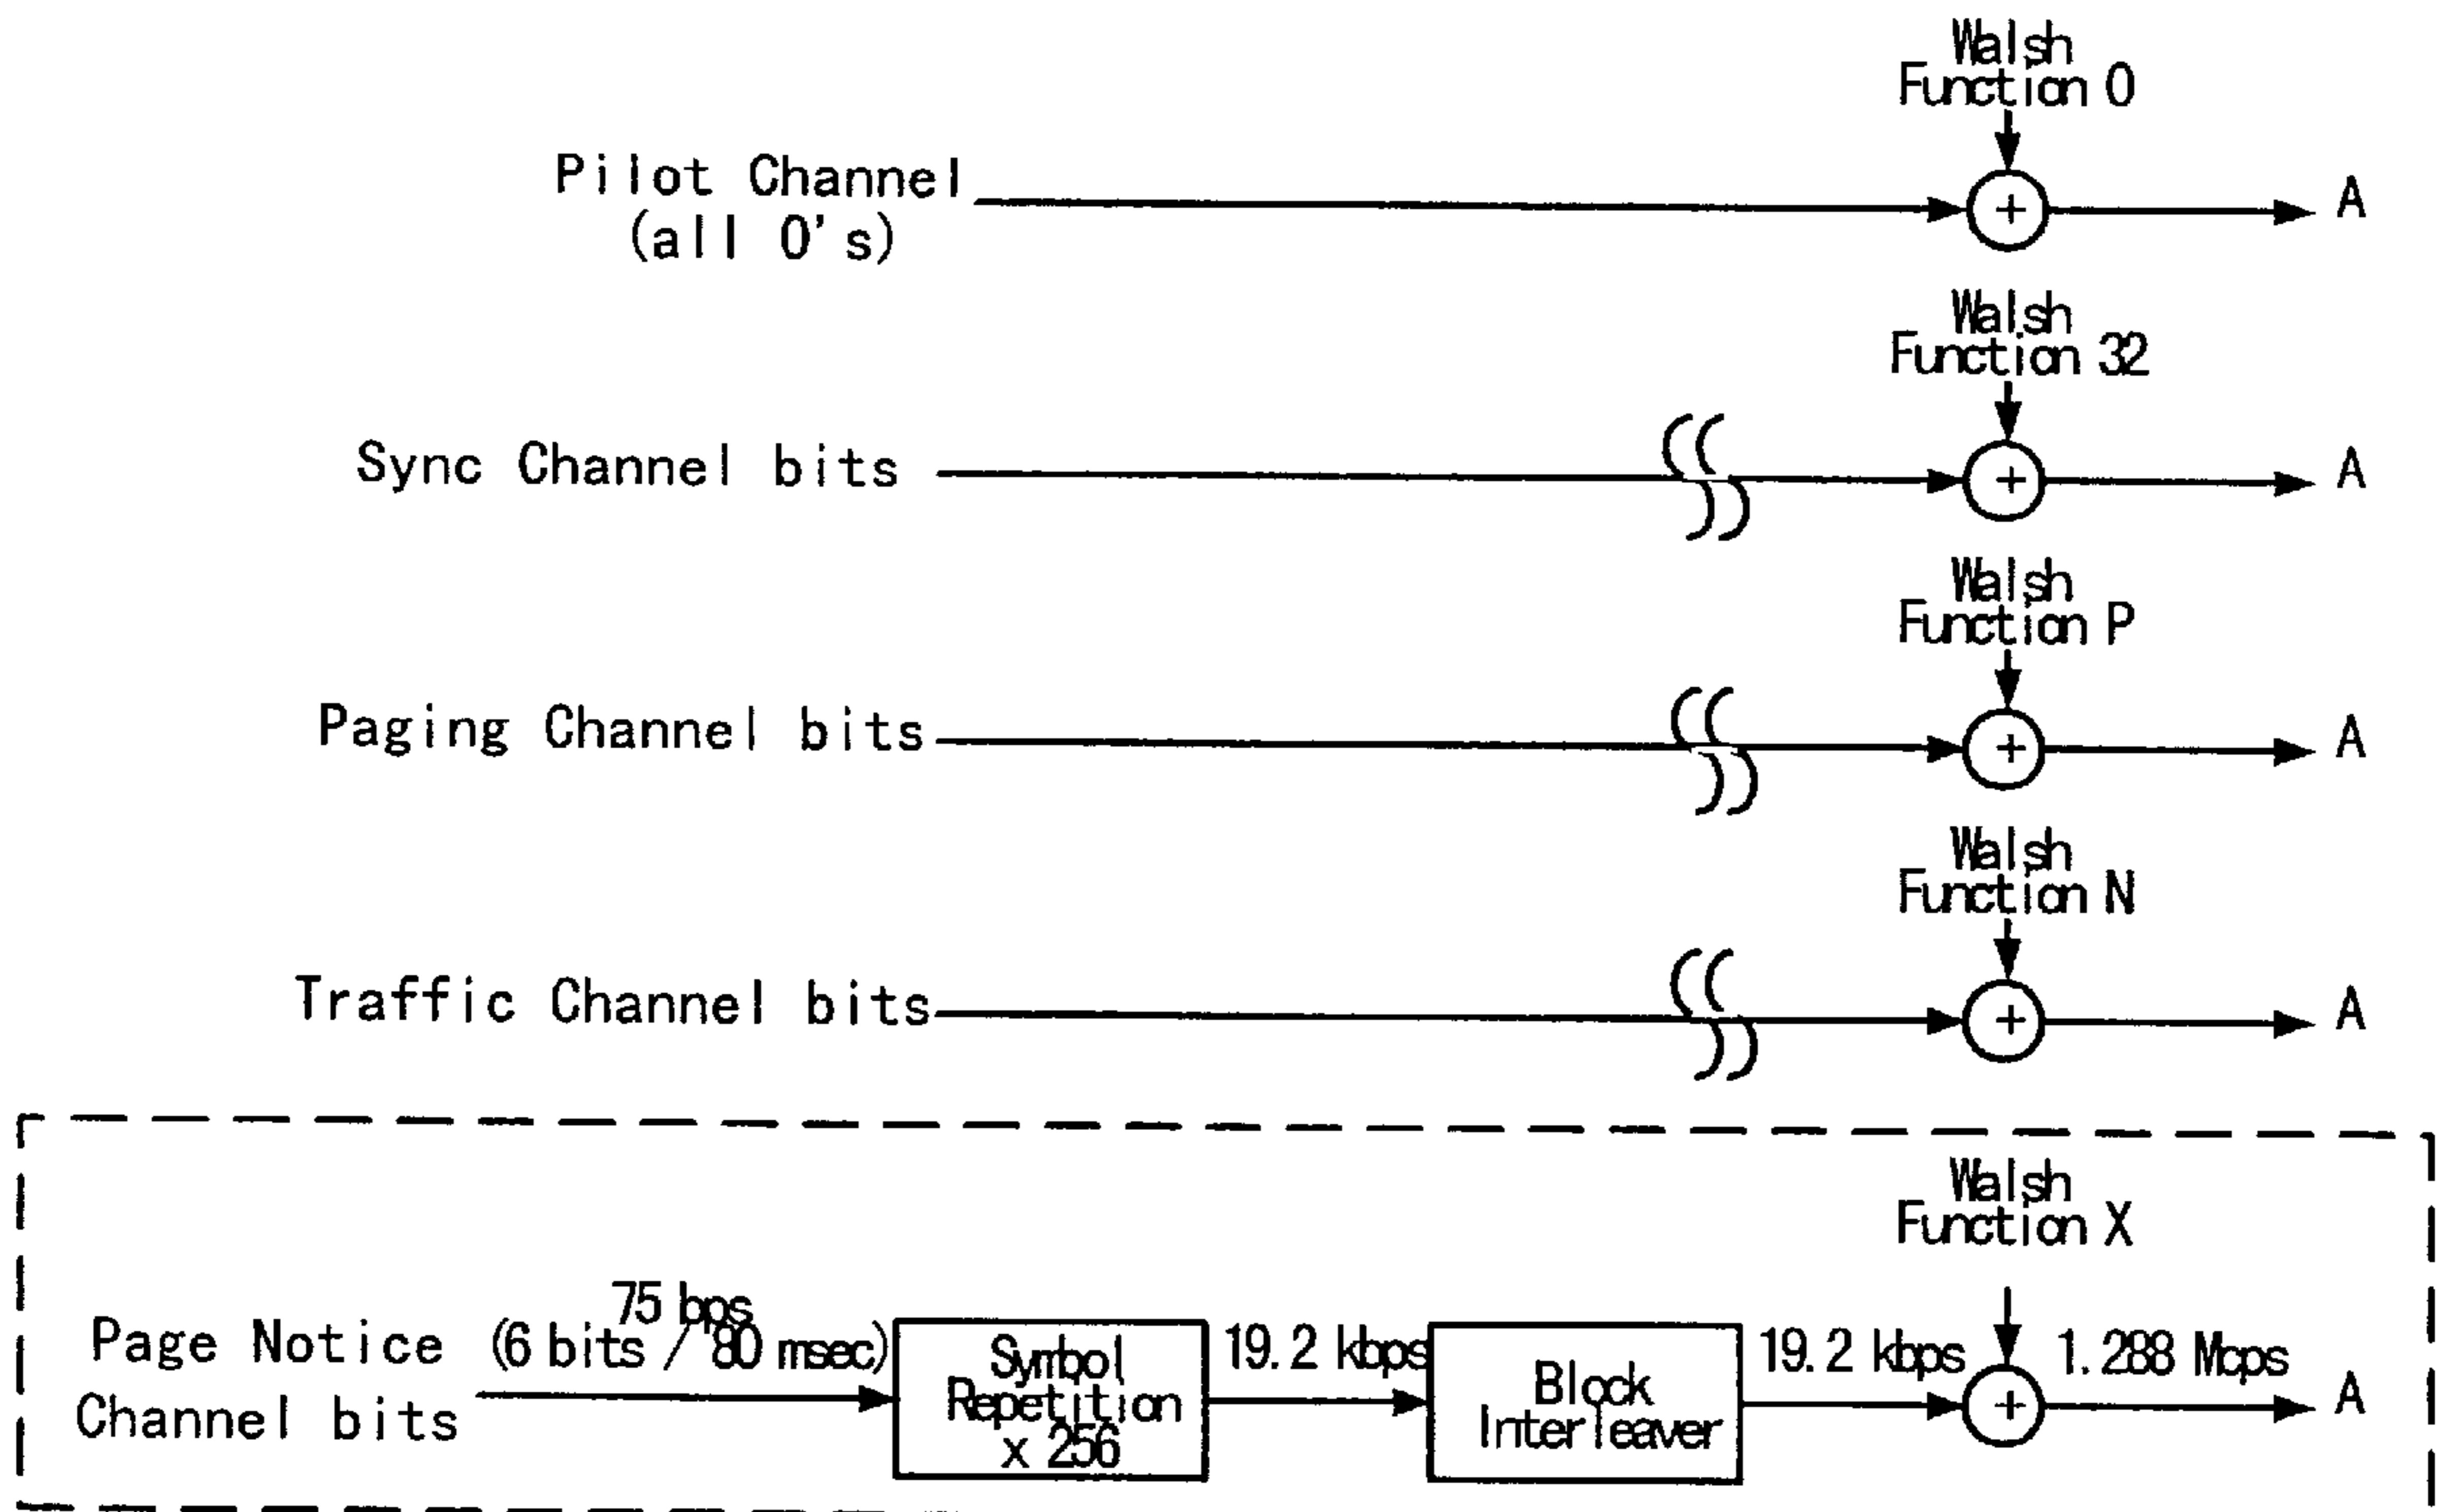 Walsh
Function 0
Pilot Channel
(all 0's)
A
Walsh
Function 32
Sync Channel bits
A
Walsh
Function P
Paging Channel bits
A
Walsh
Function N
Traffic Channel bits
A
Walsh
Function X
Page Notice
Channel bits
75 bps
(6 bits / 80 msec)
Symbol
Repetition
x 256
19.2 kbps
Block
Interleaver
19.2 kbps
1.288 Mcps
A